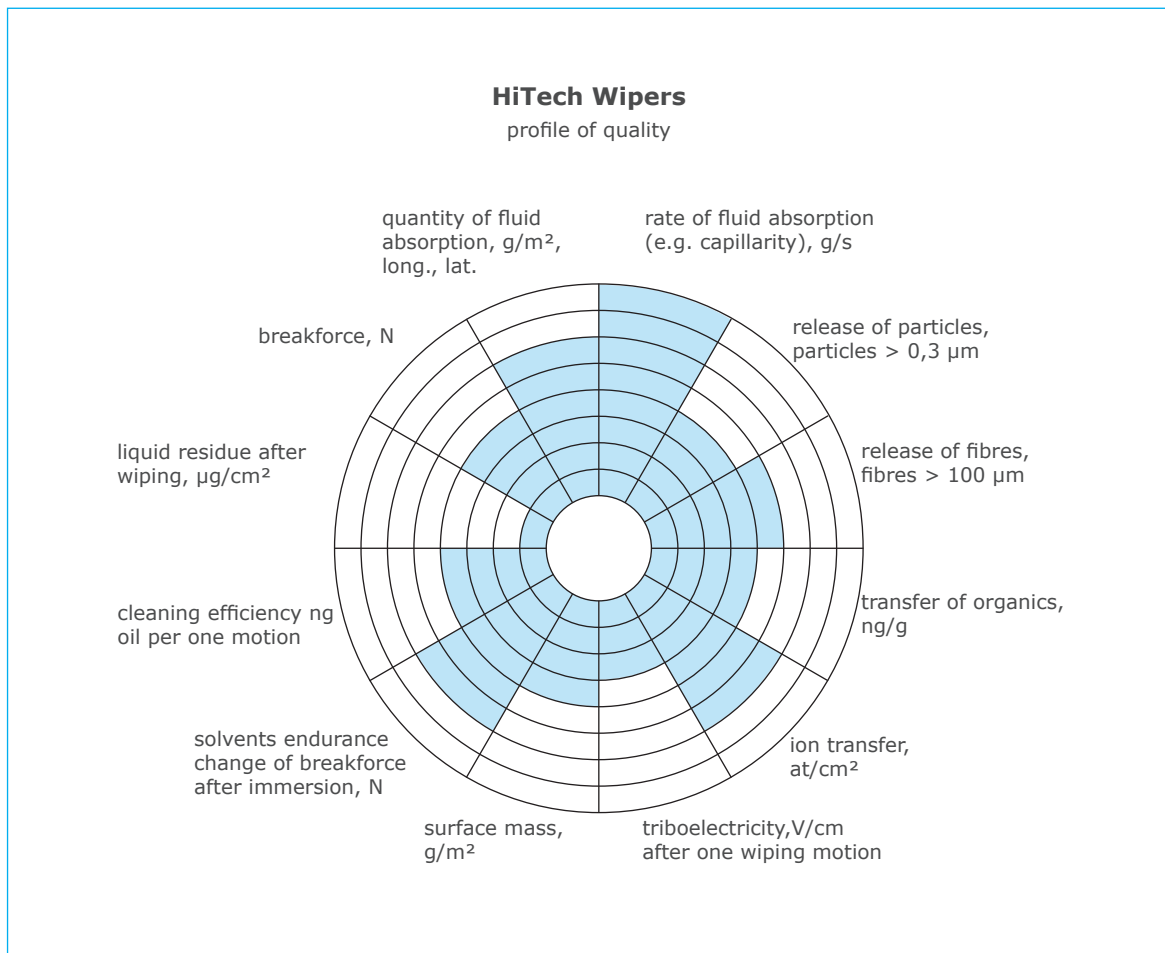 HiTech Wipers
profile of quality
quantity of fluid
absorption, g/m²,
long., lat.
rate of fluid absorption
(e.g. capillarity), g/s
breakforce, N
release of particles,
particles > 0,3 µm
liquid residue after
wiping, µg/cm²
release of fibres,
fibres > 100 µm
cleaning efficiency ng
oil per one motion
transfer of organics,
ng/g
solvents endurance
change of breakforce
after immersion, N
ion transfer,
at/cm²
surface mass,
g/m²
triboelectricity,V/cm
after one wiping motion